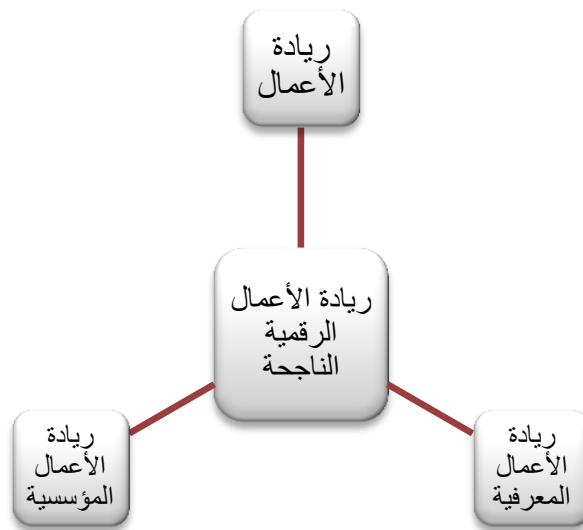 ريادة
الأعمال
ريادة الأعمال
الرقمية
الناجحة
ريادة
الأعمال
المعرفية
ريادة
الأعمال
المؤسسية